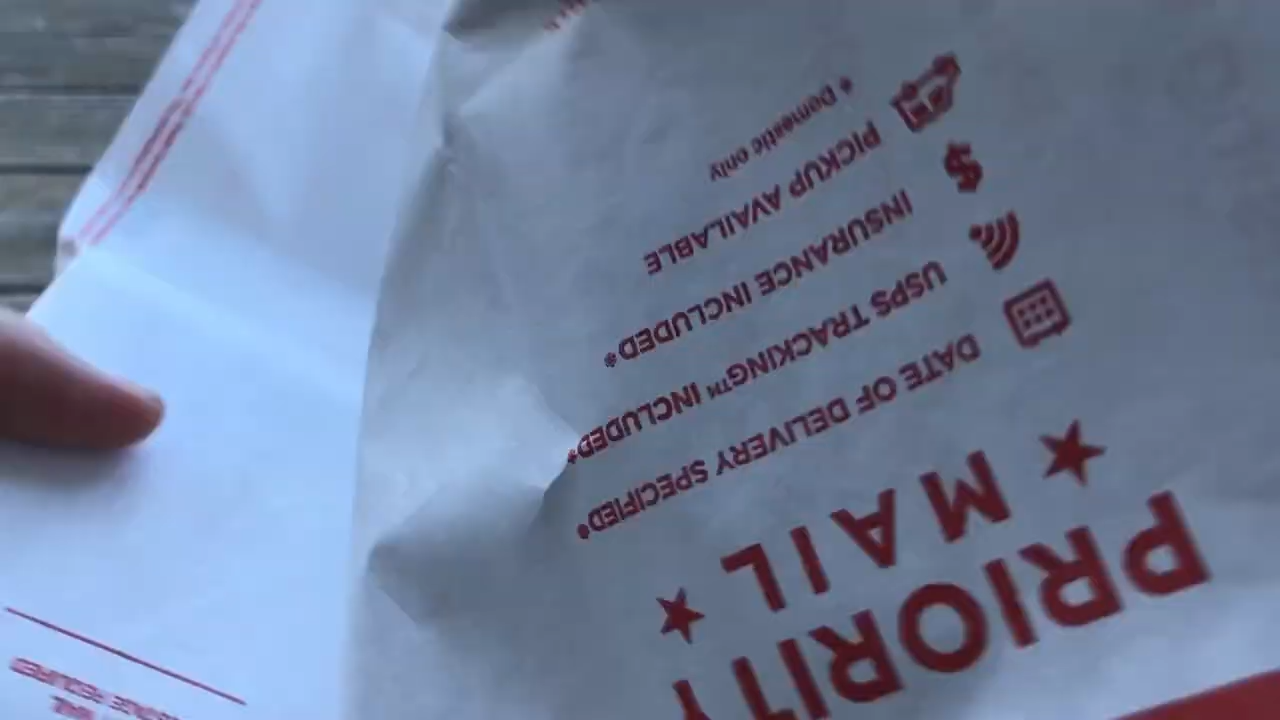 PRIORITY
★ MAIL ★
DATE OF DELIVERY SPECIFIED*
USPS TRACKING™ INCLUDED*
$ INSURANCE INCLUDED*
PICKUP AVAILABLE
* Domestic only